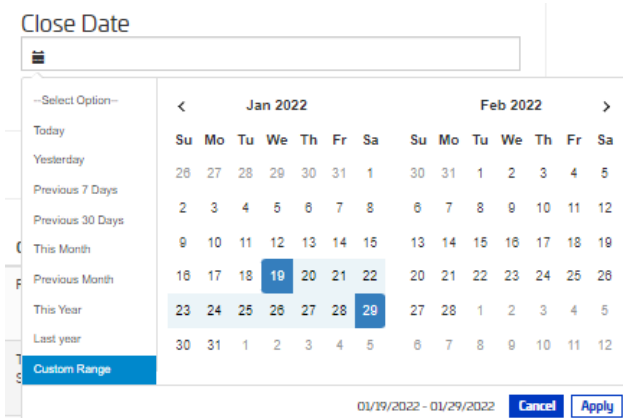 Close Date
--Select Option--
Today
Yesterday
Previous 7 Days
Previous 30 Days
This Month
Previous Month
This Year
Last year
Custom Range
< Jan 2022
Su Mo Tu We Th Fr Sa
26 27 28 29 30 31 1
2 3 4 5 6 7 8
9 10 11 12 13 14 15
16 17 18 19 20 21 22
23 24 25 26 27 28 29
30 31 1 2 3 4 5
Feb 2022 >
Su Mo Tu We Th Fr Sa
30 31 1 2 3 4 5
6 7 8 9 10 11 12
13 14 15 16 17 18 19
20 21 22 23 24 25 26
27 28 1 2 3 4 5
6 7 8 9 10 11 12
01/19/2022 - 01/29/2022 Cancel Apply